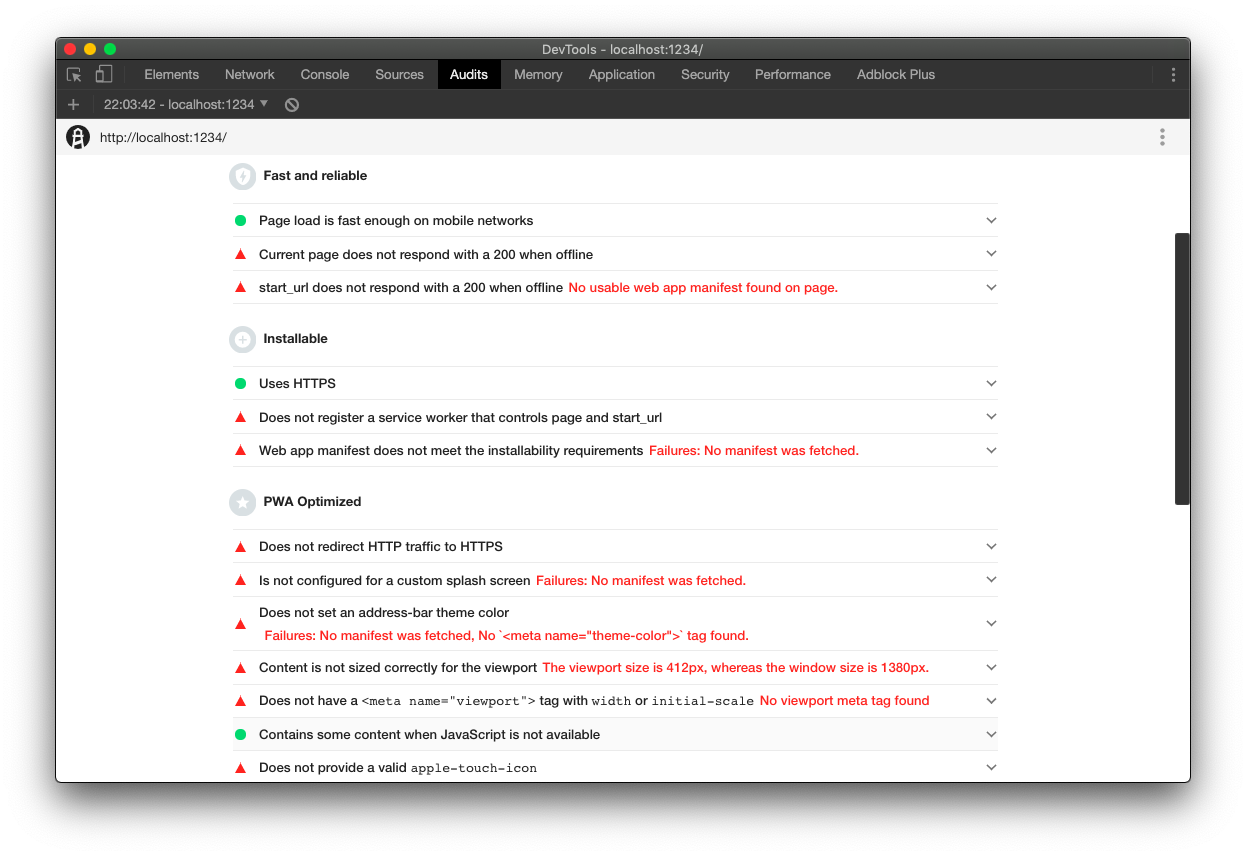 DevTools - localhost:1234/
Elements Network Console Sources Audits Memory Application Security Performance Adblock Plus
22:03:42 - localhost:1234
http://localhost:1234/
Fast and reliable
Page load is fast enough on mobile networks
Current page does not respond with a 200 when offline
start_url does not respond with a 200 when offline No usable web app manifest found on page.
Installable
Uses HTTPS
Does not register a service worker that controls page and start_url
Web app manifest does not meet the installability requirements Failures: No manifest was fetched.
PWA Optimized
Does not redirect HTTP traffic to HTTPS
Is not configured for a custom splash screen Failures: No manifest was fetched.
Does not set an address-bar theme color
Failures: No manifest was fetched, No `<meta name="theme-color">` tag found.
Content is not sized correctly for the viewport The viewport size is 412px, whereas the window size is 1380px.
Does not have a <meta name="viewport"> tag with width or initial-scale No viewport meta tag found
Contains some content when JavaScript is not available
Does not provide a valid apple-touch-icon